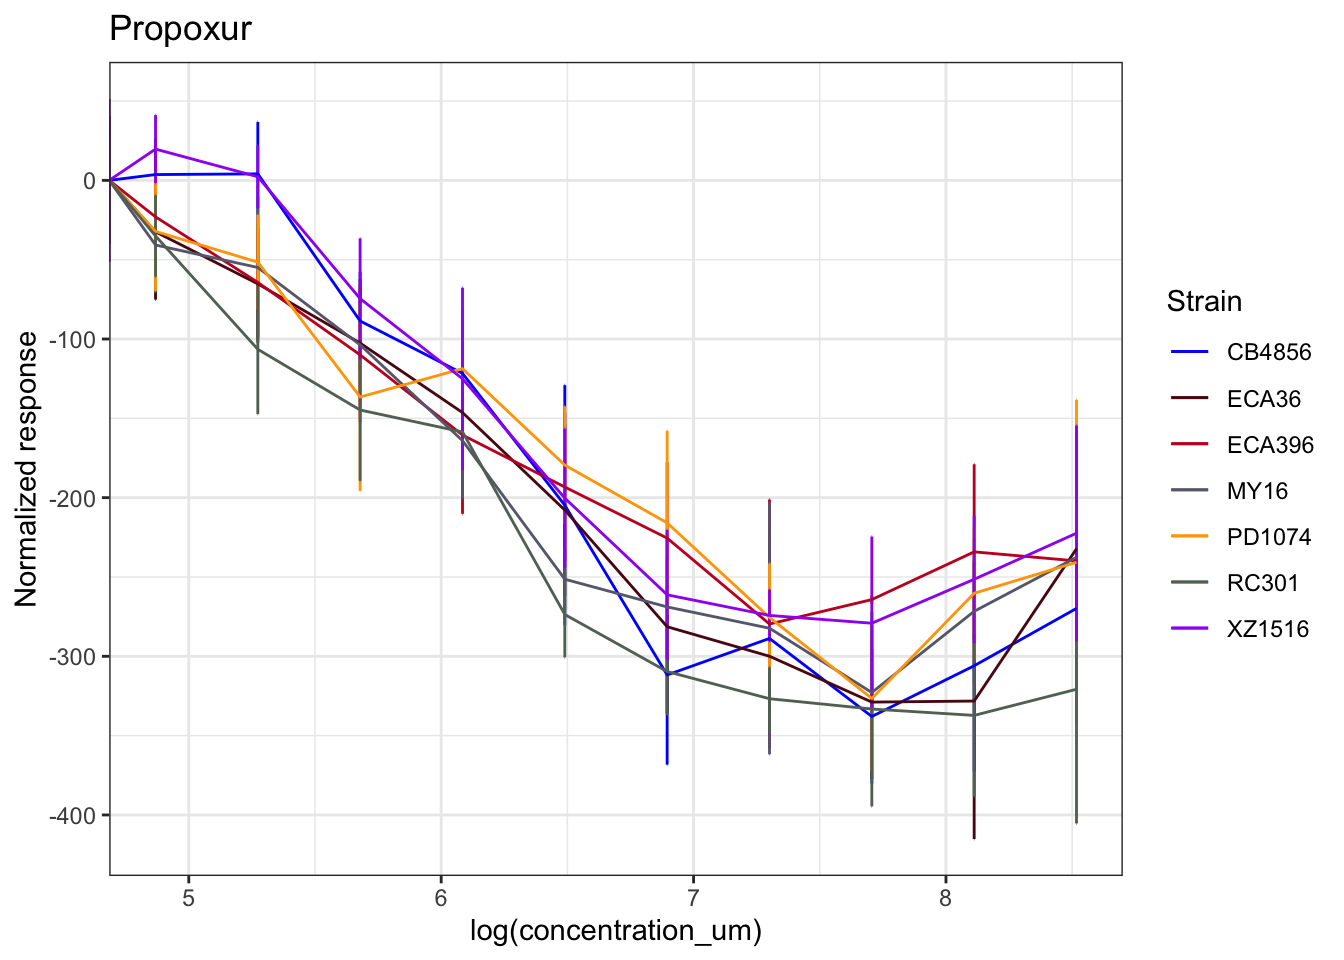 Propoxur
Normalized response
0
-100
-200
-300
-400
5
6
7
8
log(concentration_um)
Strain
CB4856
ECA36
ECA396
MY16
PD1074
RC301
XZ1516